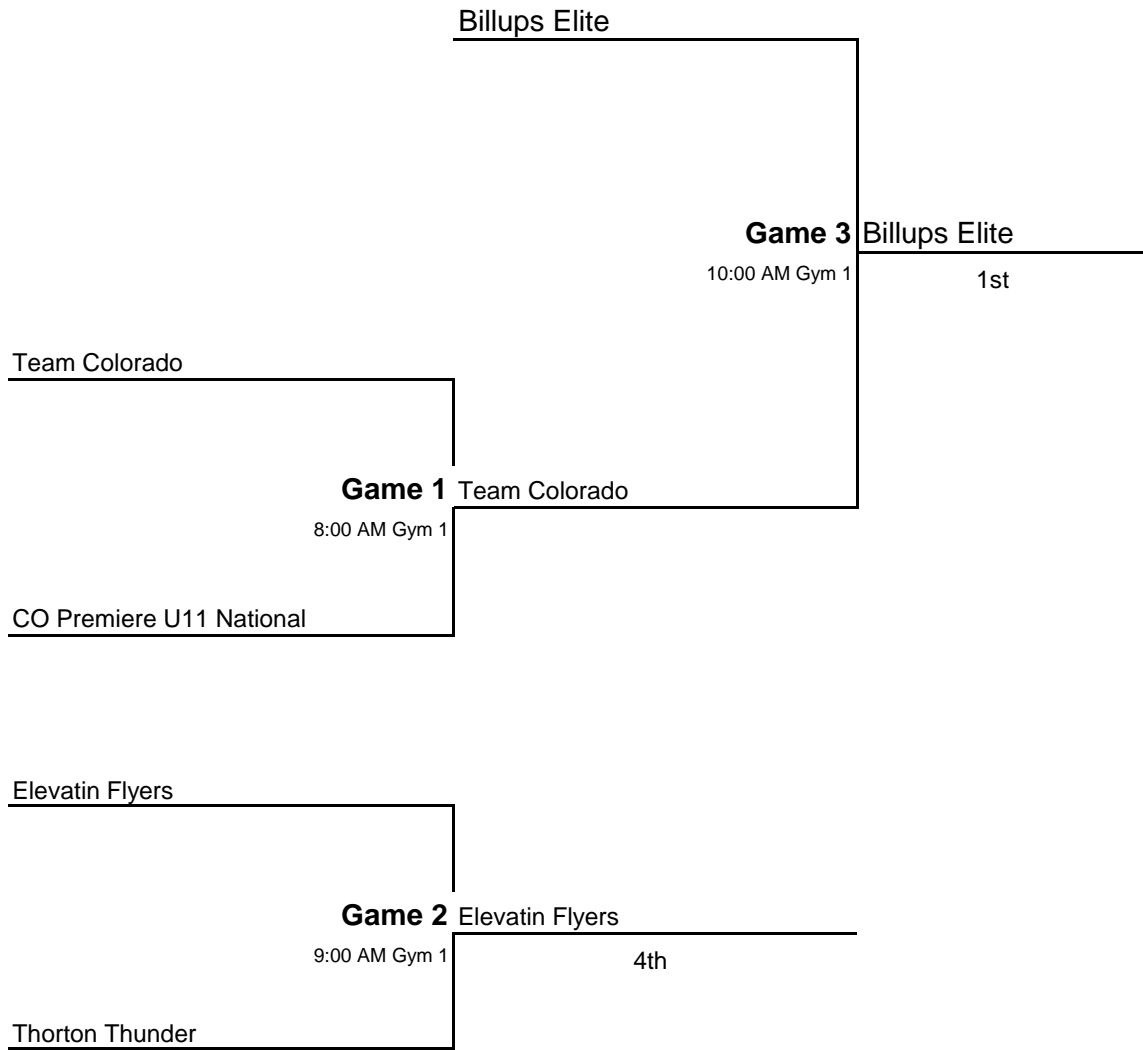 Billups Elite
Game 3 Billups Elite
10:00 AM Gym 1
1st
Team Colorado
Game 1 Team Colorado
8:00 AM Gym 1
CO Premiere U11 National
Elevatin Flyers
Game 2 Elevatin Flyers
9:00 AM Gym 1
4th
Thorton Thunder